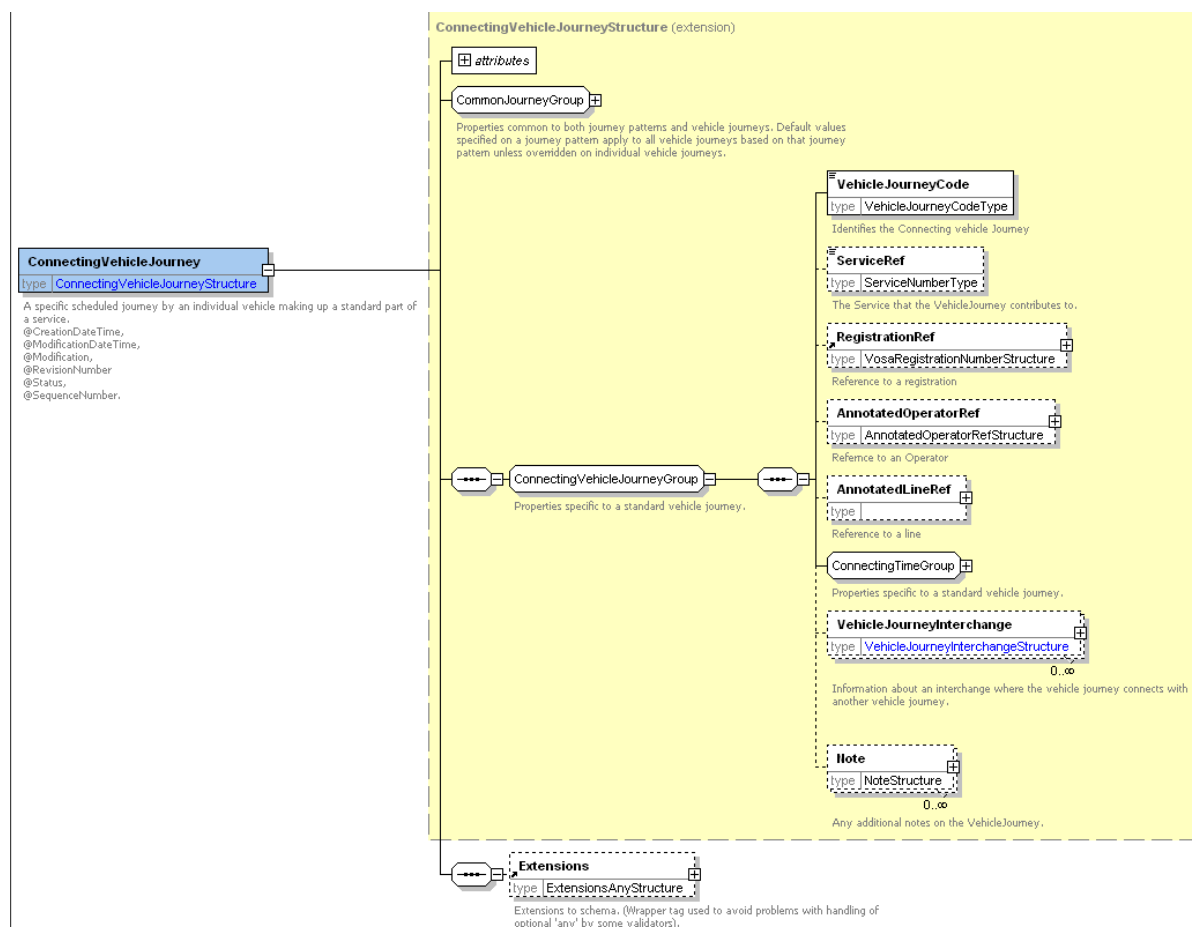 ConnectingVehicleJourneyStructure (extension)
attributes
CommonJourneyGroup
Properties common to both journey patterns and vehicle journeys. Default values
specified on a journey pattern apply to all vehicle journeys based on that journey
pattern unless overridden on individual vehicle journeys.
ConnectingVehicleJourney
type ConnectingVehicleJourneyStructure
A specific scheduled journey by an individual vehicle making up a standard part of
a service.
@CreationDateTime,
@ModificationDateTime,
@Modification,
@RevisionNumber
@Status,
@SequenceNumber.
ConnectingVehicleJourneyGroup
Properties specific to a standard vehicle journey.
VehicleJourneyCode
type VehicleJourneyCodeType
Identifies the Connecting vehicle Journey
ServiceRef
type ServiceNumberType
The Service that the VehicleJourney contributes to.
RegistrationRef
type VosaRegistrationNumberStructure
Reference to a registration
AnnotatedOperatorRef
type AnnotatedOperatorRefStructure
Refernce to an Operator
AnnotatedLineRef
type
Reference to a line
ConnectingTimeGroup
Properties specific to a standard vehicle journey.
VehicleJourneyInterchange
type VehicleJourneyInterchangeStructure
0..∞
Information about an interchange where the vehicle journey connects with
another vehicle journey.
Note
type NoteStructure
0..∞
Any additional notes on the VehicleJourney.
Extensions
type ExtensionsAnyStructure
Extensions to schema. (Wrapper tag used to avoid problems with handling of
optional 'any' by some validators).